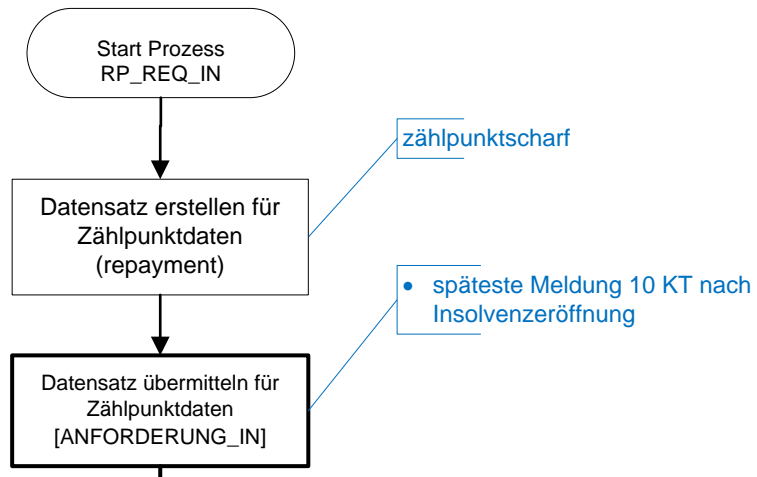 Start Prozess
RP_REQ_IN
zählpunktscharf
Datensatz erstellen für
Zählpunktdaten
(repayment)
• späteste Meldung 10 KT nach
Insolvenzeröffnung
Datensatz übermitteln für
Zählpunktdaten
[ANFORDERUNG_IN]